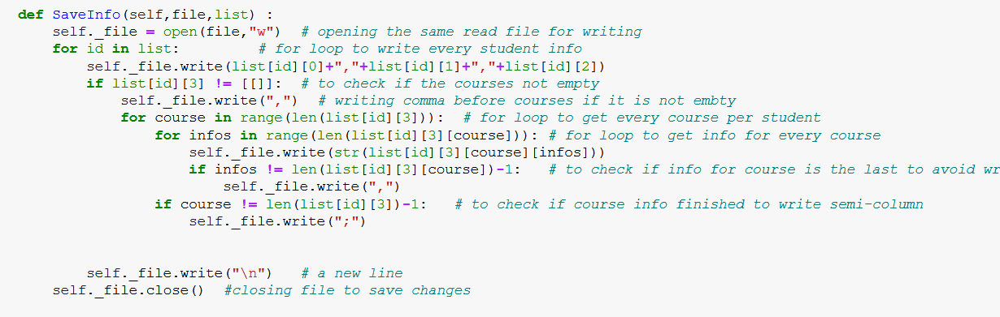 def SaveInfo(self,file,list) :
    self._file = open(file,"w")  # opening the same read file for writing
    for id in list:         # for loop to write every student info
        self._file.write(list[id][0]+","+list[id][1]+","+list[id][2])
        if list[id][3] != [[]]:  # to check if the courses not empty
            self._file.write(",")  # writing comma before courses if it is not embty
            for course in range(len(list[id][3])):  # for loop to get every course per student
                for infos in range(len(list[id][3][course])): # for loop to get info for every course
                    self._file.write(str(list[id][3][course][infos]))
                    if infos != len(list[id][3][course])-1:   # to check if info for course is the last to avoid wr
                        self._file.write(",")
                if course != len(list[id][3])-1:   # to check if course info finished to write semi-column
                    self._file.write(";")
        self._file.write("\n")   # a new line
    self._file.close()  #closing file to save changes